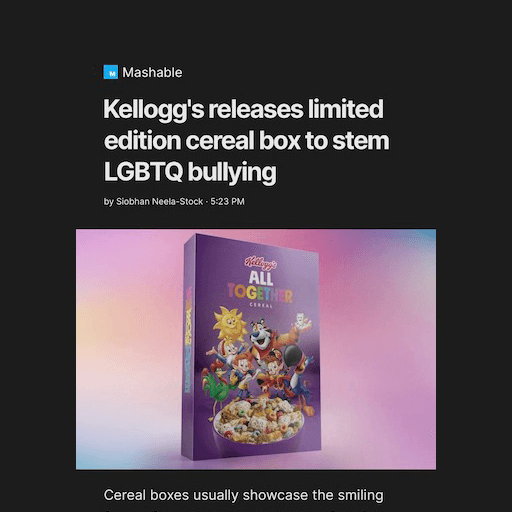 Mashable
Kellogg's releases limited
edition cereal box to stem
LGBTQ bullying
by Siobhan Neela-Stock · 5:23 PM
Kellogg's
ALL
TOGETHER
CEREAL
Cereal boxes usually showcase the smiling